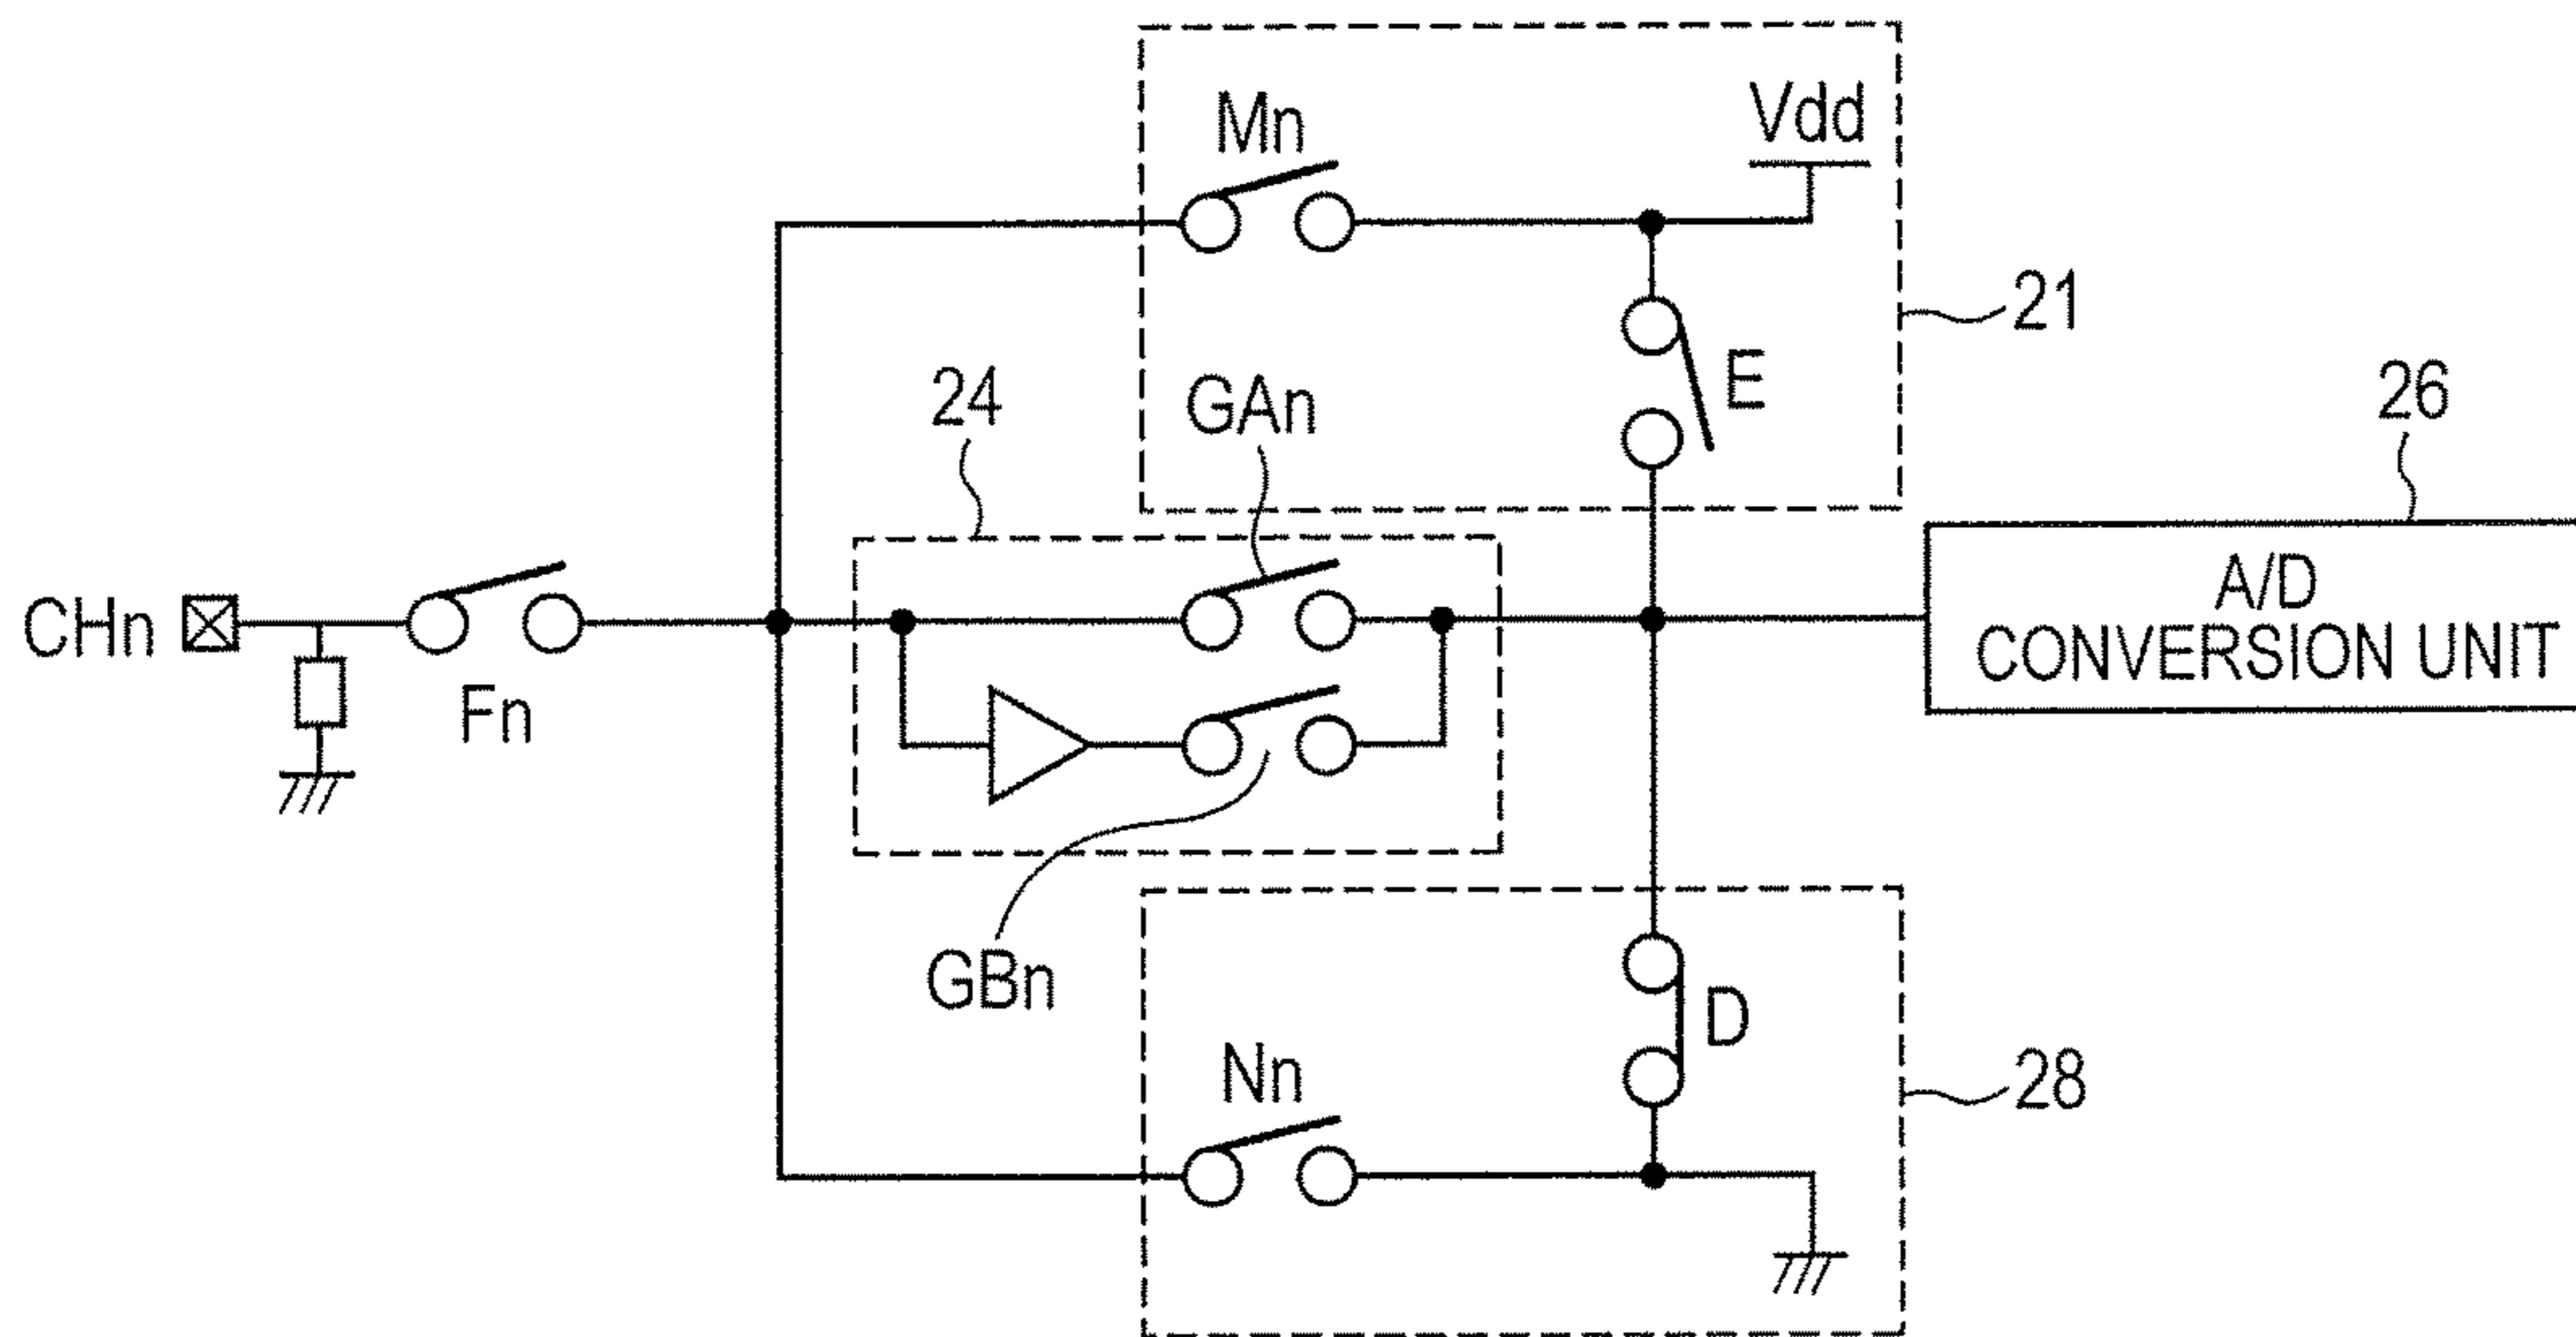 Mn
Vdd
21
E
24
GAn
26
CHn
Fn
A/D
CONVERSION UNIT
GBn
D
Nn
28